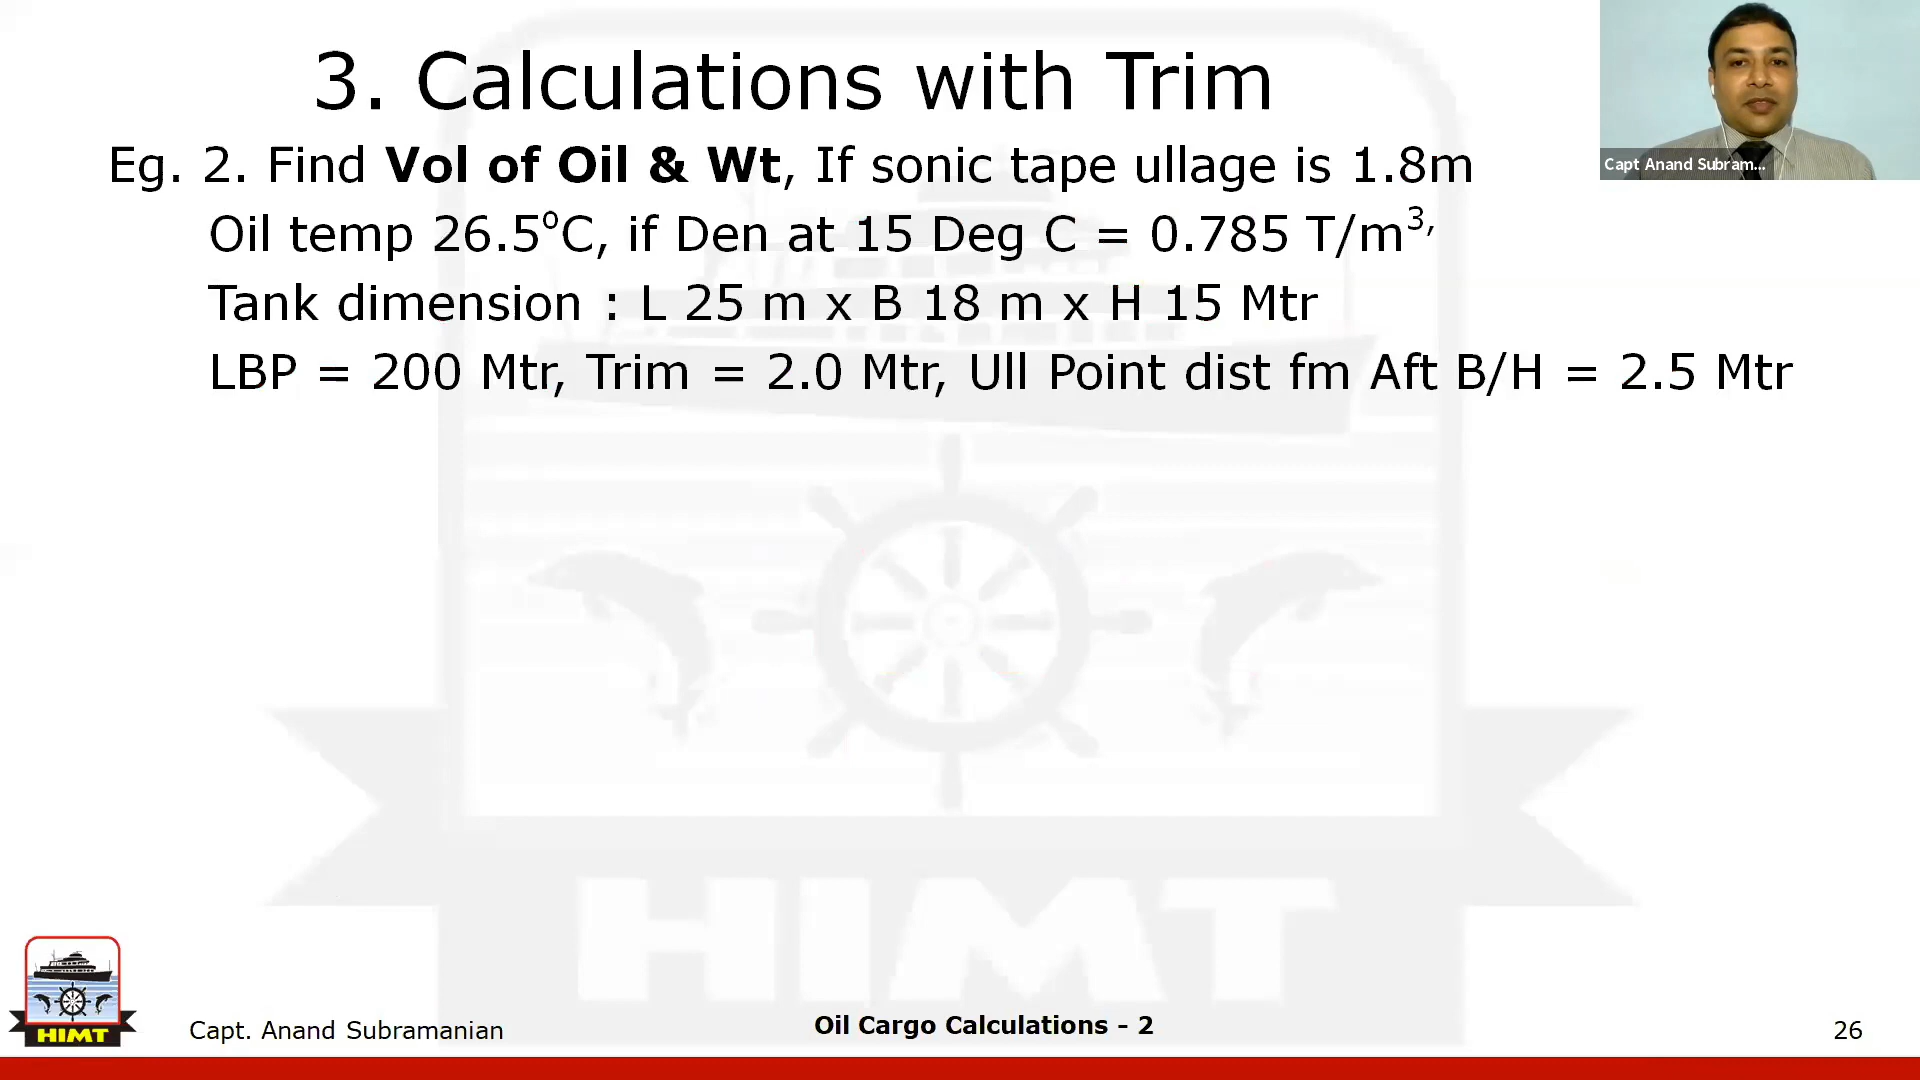 3. Calculations with Trim
Eg. 2. Find Vol of Oil & Wt, If sonic tape ullage is 1.8m
Oil temp 26.5⁰C, if Den at 15 Deg C = 0.785 T/m³,
Tank dimension : L 25 m x B 18 m x H 15 Mtr
LBP = 200 Mtr, Trim = 2.0 Mtr, Ull Point dist fm Aft B/H = 2.5 Mtr
Capt Anand Subram...
HIMT
HIMT
Capt. Anand Subramanian
Oil Cargo Calculations - 2
26